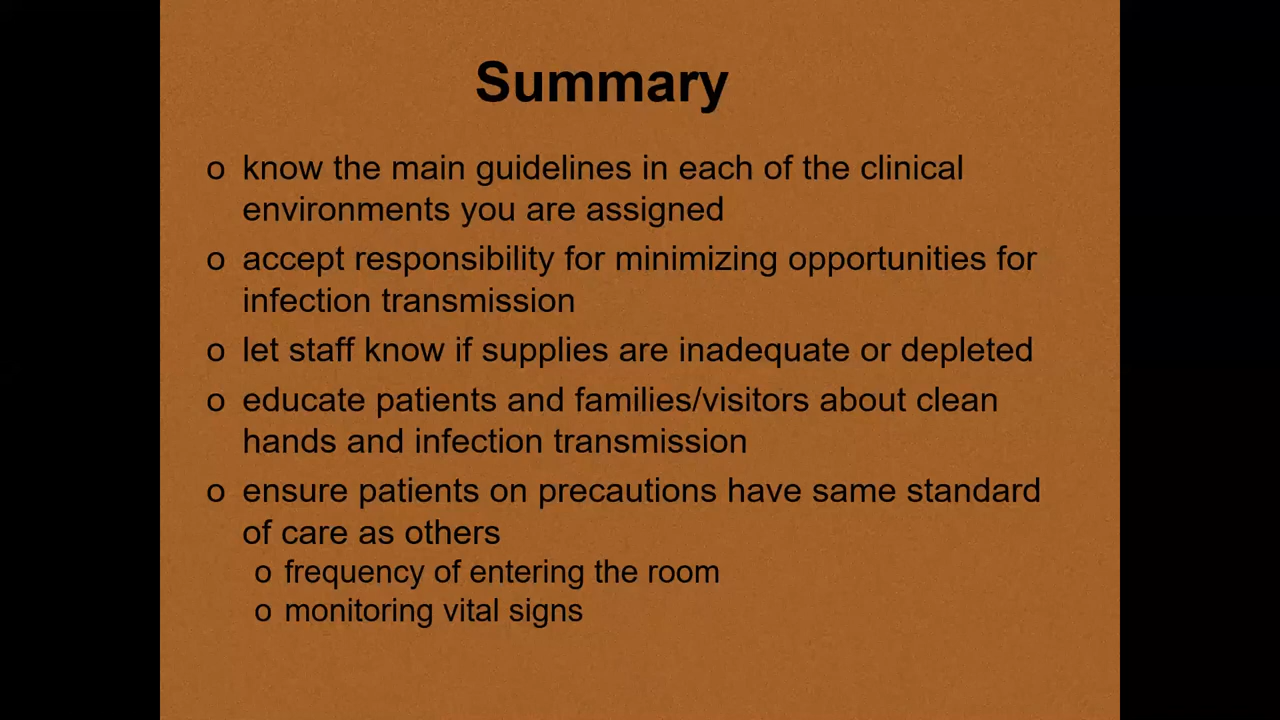 Summary
o know the main guidelines in each of the clinical
environments you are assigned
o accept responsibility for minimizing opportunities for
infection transmission
o let staff know if supplies are inadequate or depleted
o educate patients and families/visitors about clean
hands and infection transmission
o ensure patients on precautions have same standard
of care as others
o frequency of entering the room
o monitoring vital signs